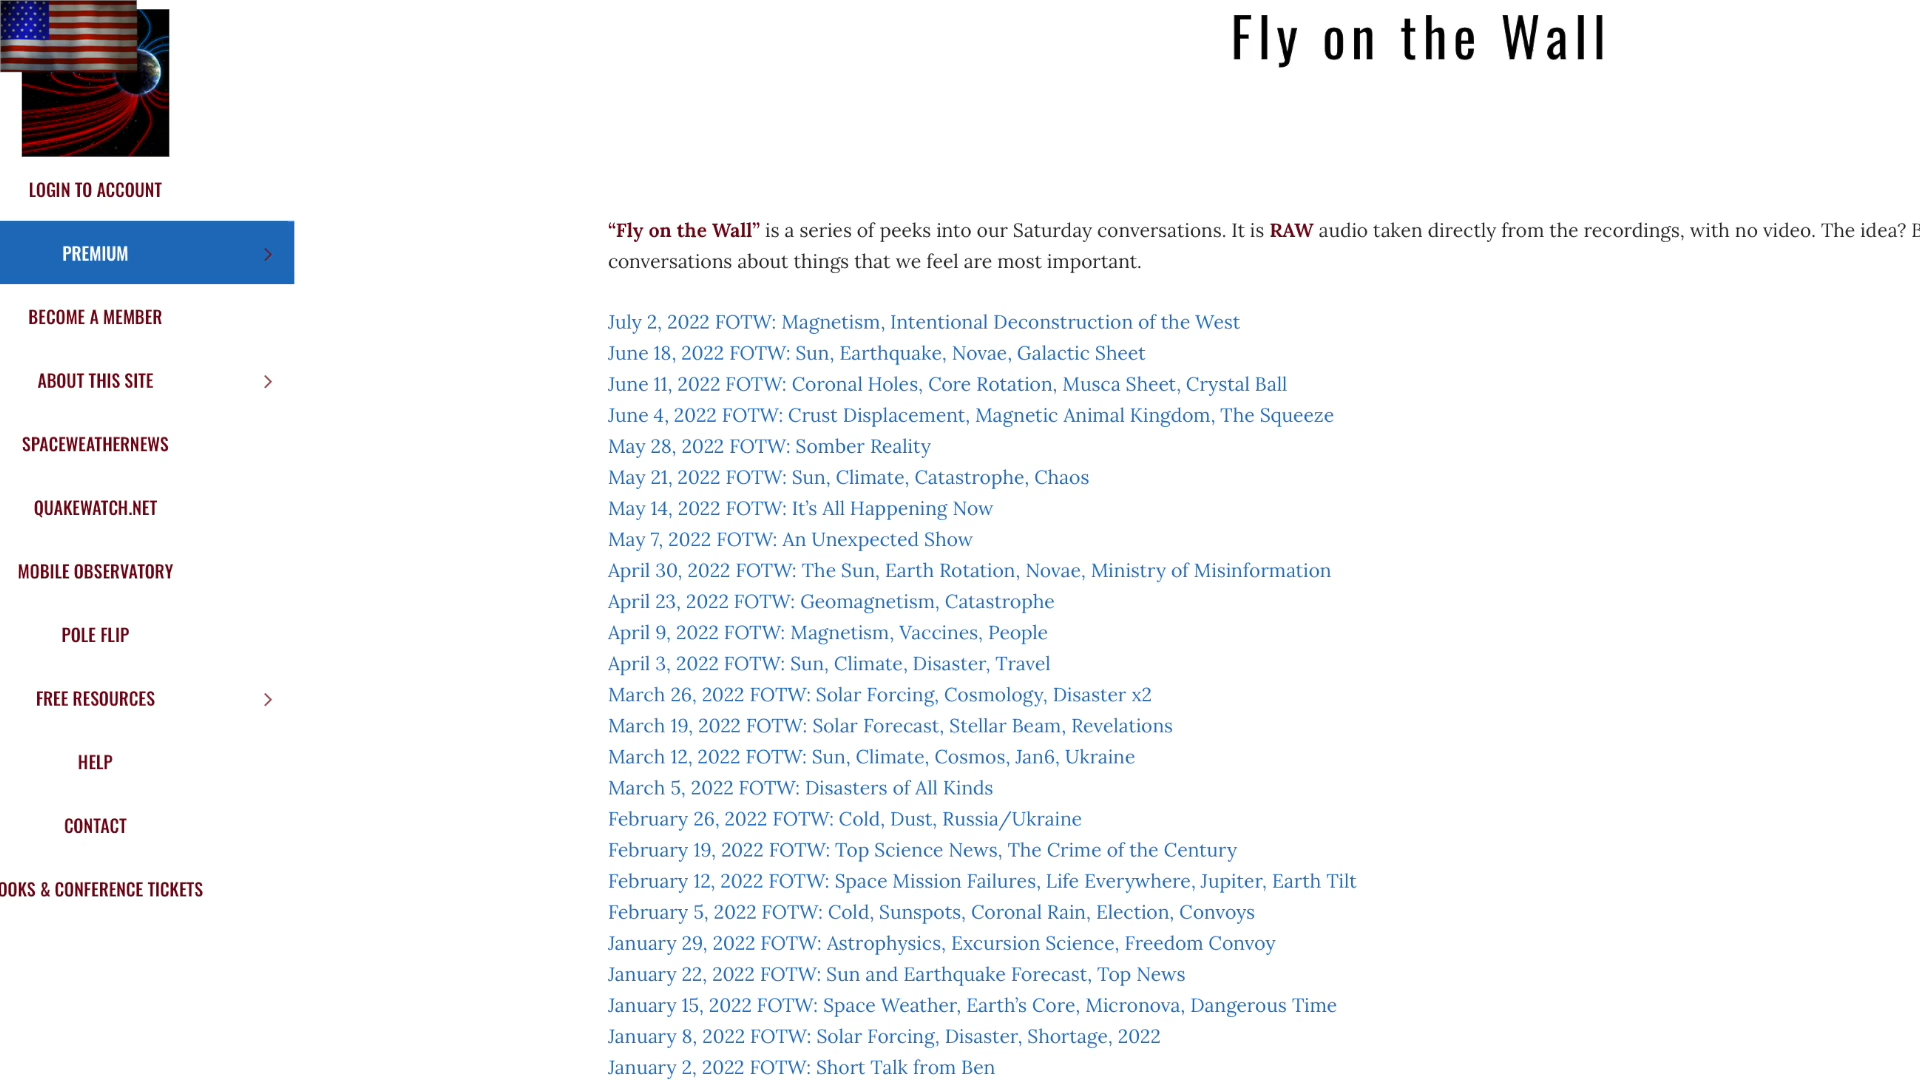 Fly on the Wall
LOGIN TO ACCOUNT
PREMIUM
BECOME A MEMBER
ABOUT THIS SITE
SPACEWEATHERNEWS
QUAKEWATCH.NET
MOBILE OBSERVATORY
POLE FLIP
FREE RESOURCES
HELP
CONTACT
OOKS & CONFERENCE TICKETS
“Fly on the Wall” is a series of peeks into our Saturday conversations. It is RAW audio taken directly from the recordings, with no video. The idea?
conversations about things that we feel are most important.
July 2, 2022 FOTW: Magnetism, Intentional Deconstruction of the West
June 18, 2022 FOTW: Sun, Earthquake, Novae, Galactic Sheet
June 11, 2022 FOTW: Coronal Holes, Core Rotation, Musca Sheet, Crystal Ball
June 4, 2022 FOTW: Crust Displacement, Magnetic Animal Kingdom, The Squeeze
May 28, 2022 FOTW: Somber Reality
May 21, 2022 FOTW: Sun, Climate, Catastrophe, Chaos
May 14, 2022 FOTW: It’s All Happening Now
May 7, 2022 FOTW: An Unexpected Show
April 30, 2022 FOTW: The Sun, Earth Rotation, Novae, Ministry of Misinformation
April 23, 2022 FOTW: Geomagnetism, Catastrophe
April 9, 2022 FOTW: Magnetism, Vaccines, People
April 3, 2022 FOTW: Sun, Climate, Disaster, Travel
March 26, 2022 FOTW: Solar Forcing, Cosmology, Disaster x2
March 19, 2022 FOTW: Solar Forecast, Stellar Beam, Revelations
March 12, 2022 FOTW: Sun, Climate, Cosmos, Jan6, Ukraine
March 5, 2022 FOTW: Disasters of All Kinds
February 26, 2022 FOTW: Cold, Dust, Russia/Ukraine
February 19, 2022 FOTW: Top Science News, The Crime of the Century
February 12, 2022 FOTW: Space Mission Failures, Life Everywhere, Jupiter, Earth Tilt
February 5, 2022 FOTW: Cold, Sunspots, Coronal Rain, Election, Convoys
January 29, 2022 FOTW: Astrophysics, Excursion Science, Freedom Convoy
January 22, 2022 FOTW: Sun and Earthquake Forecast, Top News
January 15, 2022 FOTW: Space Weather, Earth’s Core, Micronova, Dangerous Time
January 8, 2022 FOTW: Solar Forcing, Disaster, Shortage, 2022
January 2, 2022 FOTW: Short Talk from Ben